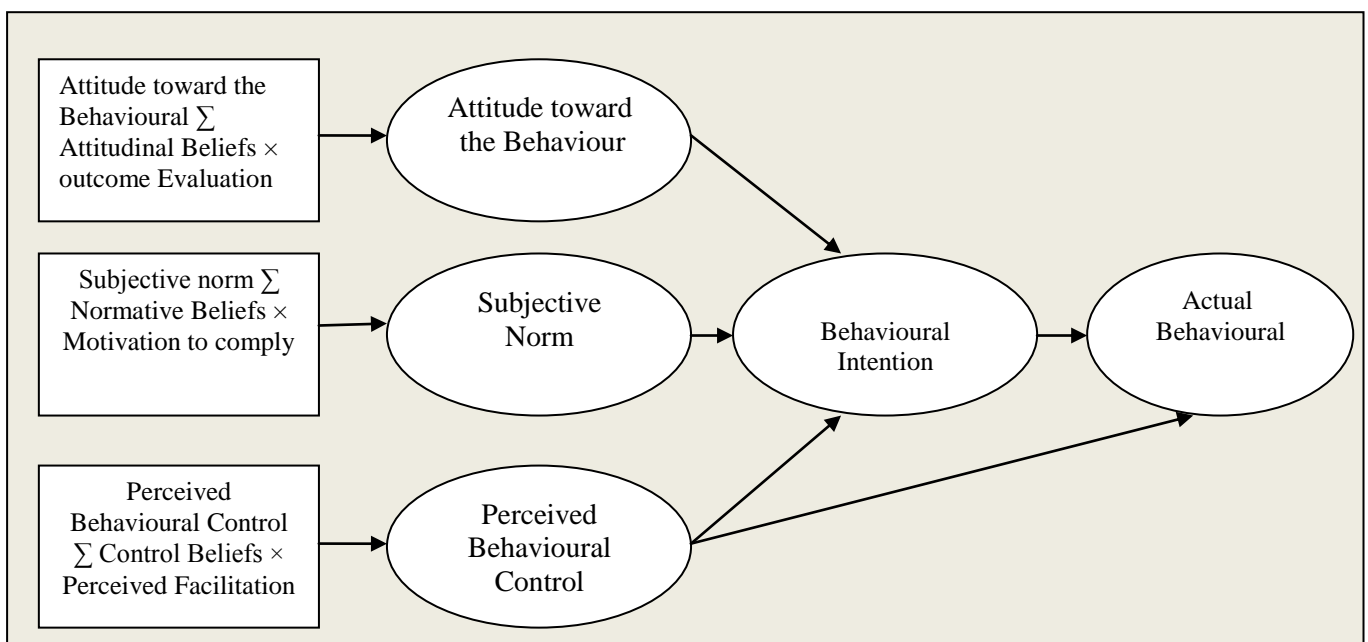 Attitude toward the
Behavioural ∑
Attitudinal Beliefs ×
outcome Evaluation
Attitude toward
the Behaviour
Subjective norm ∑
Normative Beliefs ×
Motivation to comply
Subjective
Norm
Behavioural
Intention
Actual
Behavioural
Perceived
Behavioural Control
∑ Control Beliefs ×
Perceived Facilitation
Perceived
Behavioural
Control